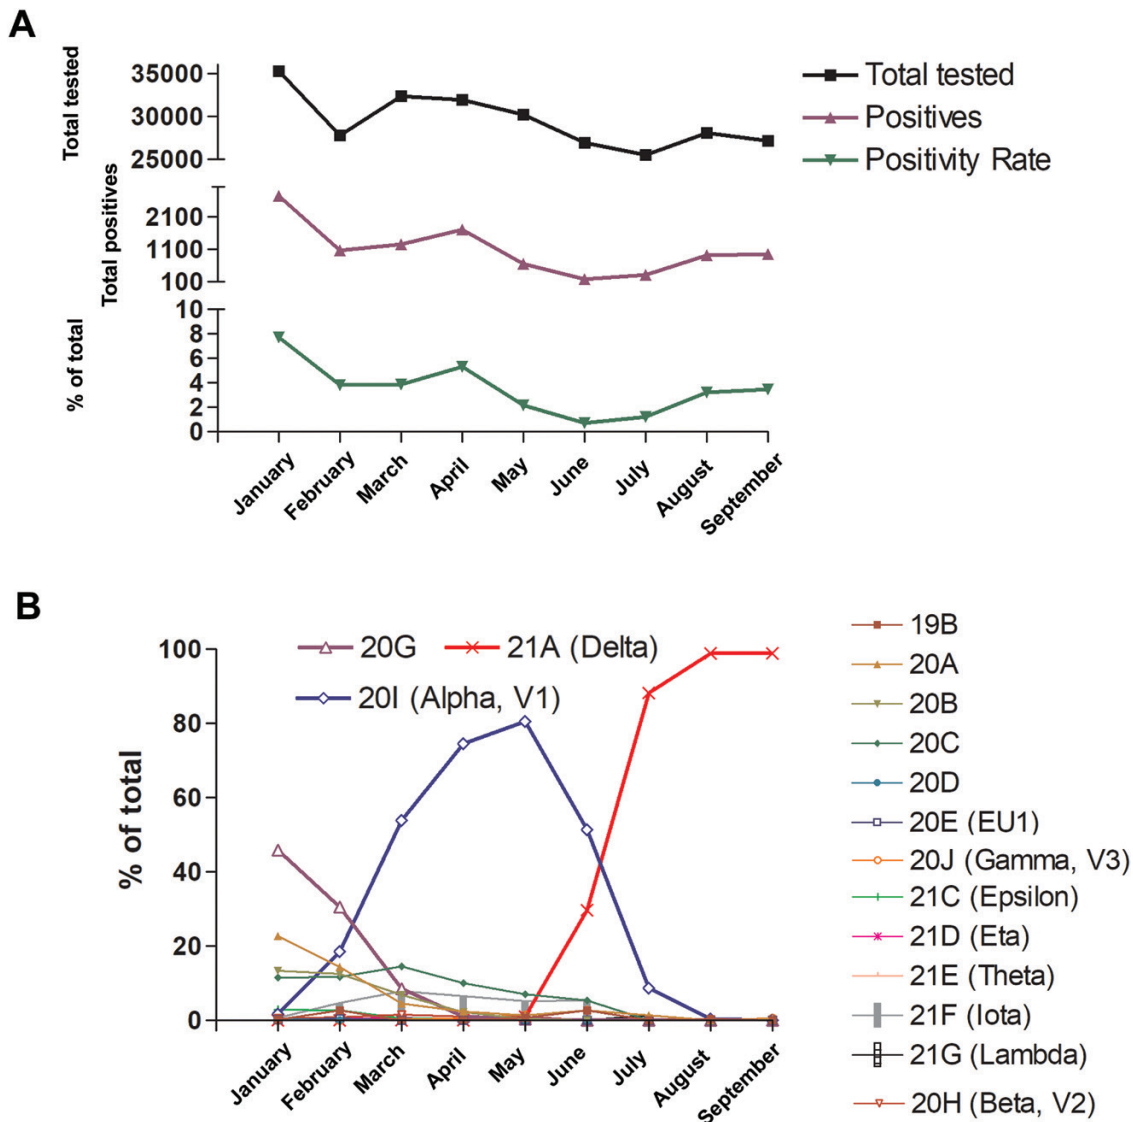 A
Total tested
35000
30000
25000
Total tested
Positives
Positivity Rate
Total positives
2100
1100
100
% of total
10
8
6
4
2
0
January
February
March
April
May
June
July
August
September
B
20G
21A (Delta)
20I (Alpha, V1)
% of total
100
80
60
40
20
0
January
February
March
April
May
June
July
August
September
19B
20A
20B
20C
20D
20E (EU1)
20J (Gamma, V3)
21C (Epsilon)
21D (Eta)
21E (Theta)
21F (Iota)
21G (Lambda)
20H (Beta, V2)